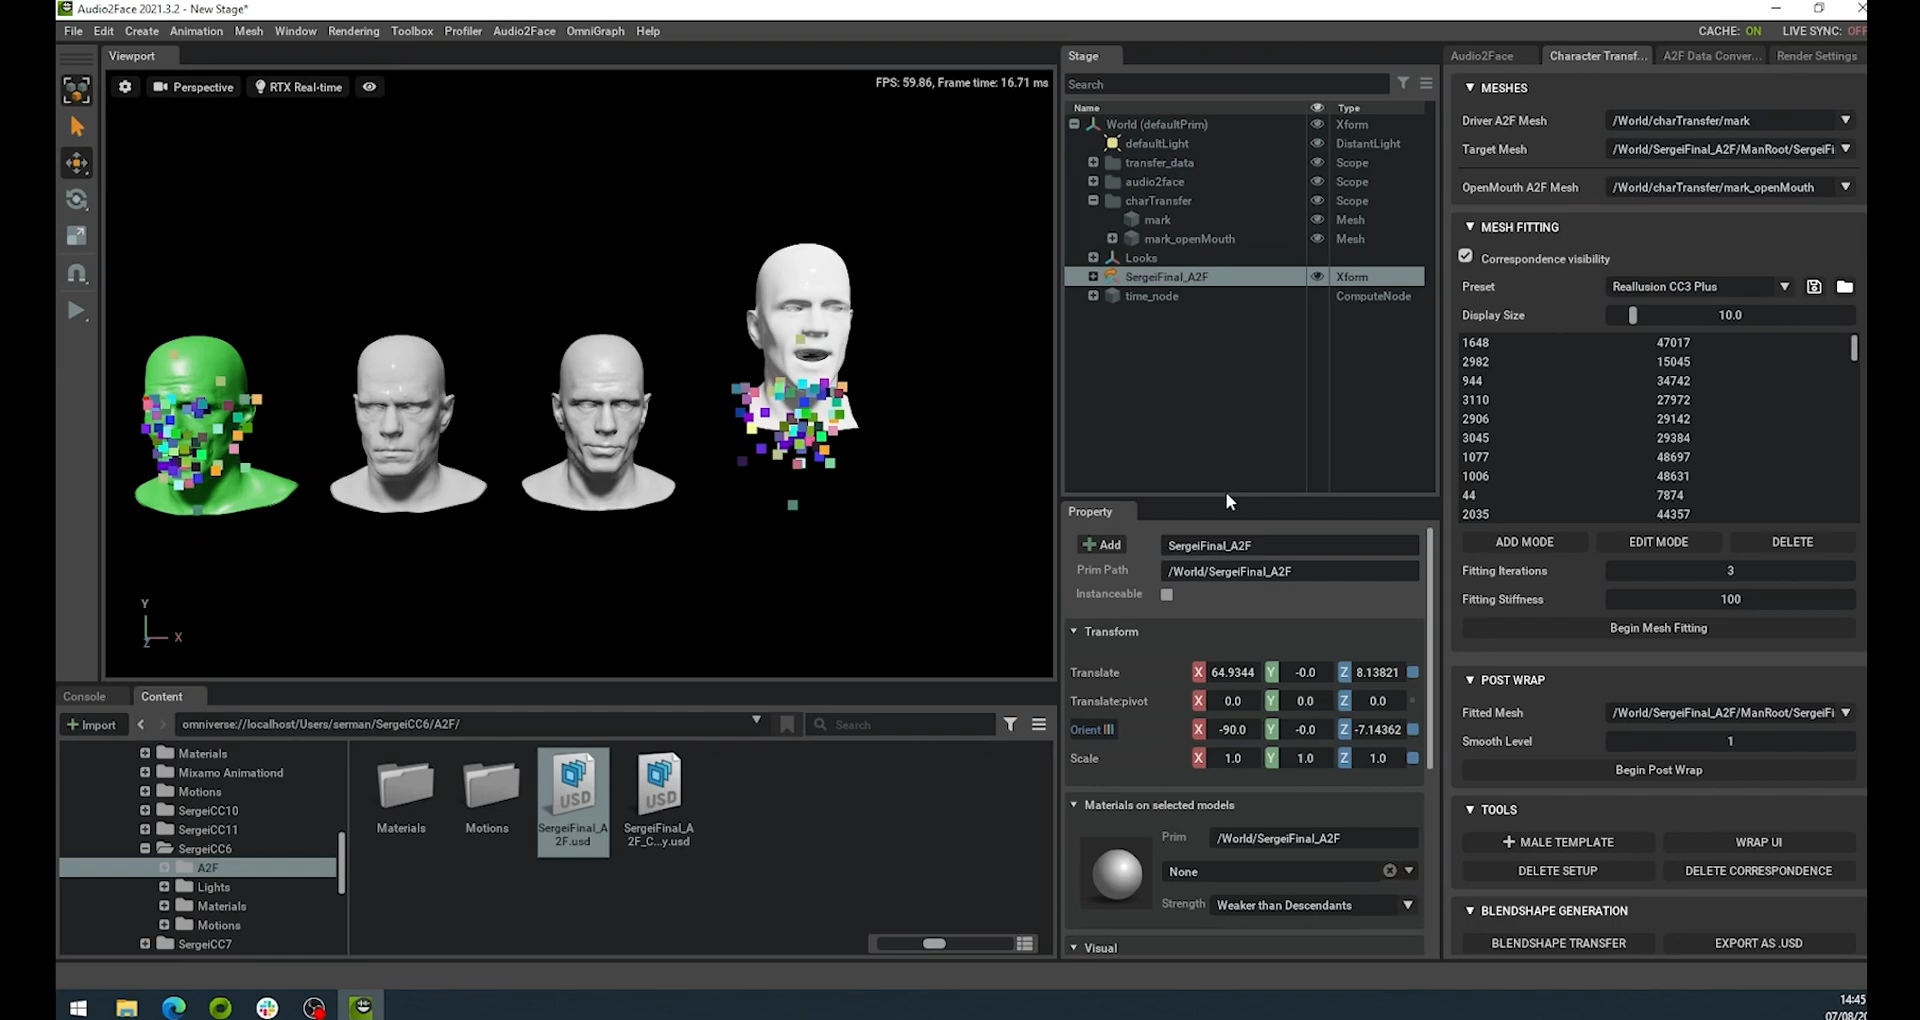 Audio2Face 2021.3.2 - New Stage*
File Edit Create Animation Mesh Window Rendering Toolbox Profiler Audio2Face OmniGraph Help
CACHE: ON LIVE SYNC: OFF
Viewport
Perspective RTX Real-time
FPS: 59.86, Frame time: 16.71 ms
Y
X
Z
Stage
Search
Name Type
World (defaultPrim) Xform
defaultLight DistantLight
transfer_data Scope
audio2face Scope
charTransfer Scope
mark Mesh
mark_openMouth Mesh
Looks
SergeiFinal_A2F Xform
time_node ComputeNode
Property
Add SergeiFinal_A2F
Prim Path /World/SergeiFinal_A2F
Instanceable
Transform
Translate X 64.9344 Y -0.0 Z 8.13821
Translate:pivot X 0.0 Y 0.0 Z 0.0
Orient X -90.0 Y -0.0 Z -7.14362
Scale X 1.0 Y 1.0 Z 1.0
Materials on selected models
Prim /World/SergeiFinal_A2F
None
Strength Weaker than Descendants
Visual
Audio2Face Character Transf... A2F Data Conver... Render Settings
MESHES
Driver A2F Mesh /World/charTransfer/mark
Target Mesh /World/SergeiFinal_A2F/ManRoot/SergeiFi
OpenMouth A2F Mesh /World/charTransfer/mark_openMouth
MESH FITTING
Correspondence visibility
Preset Reallusion CC3 Plus
Display Size 10.0
1648 47017
2982 15045
944 34742
3110 27972
2906 29142
3045 29384
1077 48697
1006 48631
44 7874
2035 44357
ADD MODE EDIT MODE DELETE
Fitting Iterations 3
Fitting Stiffness 100
Begin Mesh Fitting
POST WRAP
Fitted Mesh /World/SergeiFinal_A2F/ManRoot/SergeiFi
Smooth Level 1
Begin Post Wrap
TOOLS
MALE TEMPLATE WRAP UI
DELETE SETUP DELETE CORRESPONDENCE
BLENDSHAPE GENERATION
BLENDSHAPE TRANSFER EXPORT AS .USD
Console Content
Import omniverse://localhost/Users/serman/SergeiCC6/A2F/ Search
Materials
Mixamo Animationd
Motions
SergeiCC10
SergeiCC11
SergeiCC6
A2F
Lights
Materials
Motions
SergeiCC7
USD USD
Materials Motions SergeiFinal_A SergeiFinal_A
2F.usd 2F_C...y.usd
14:45
07/08/20